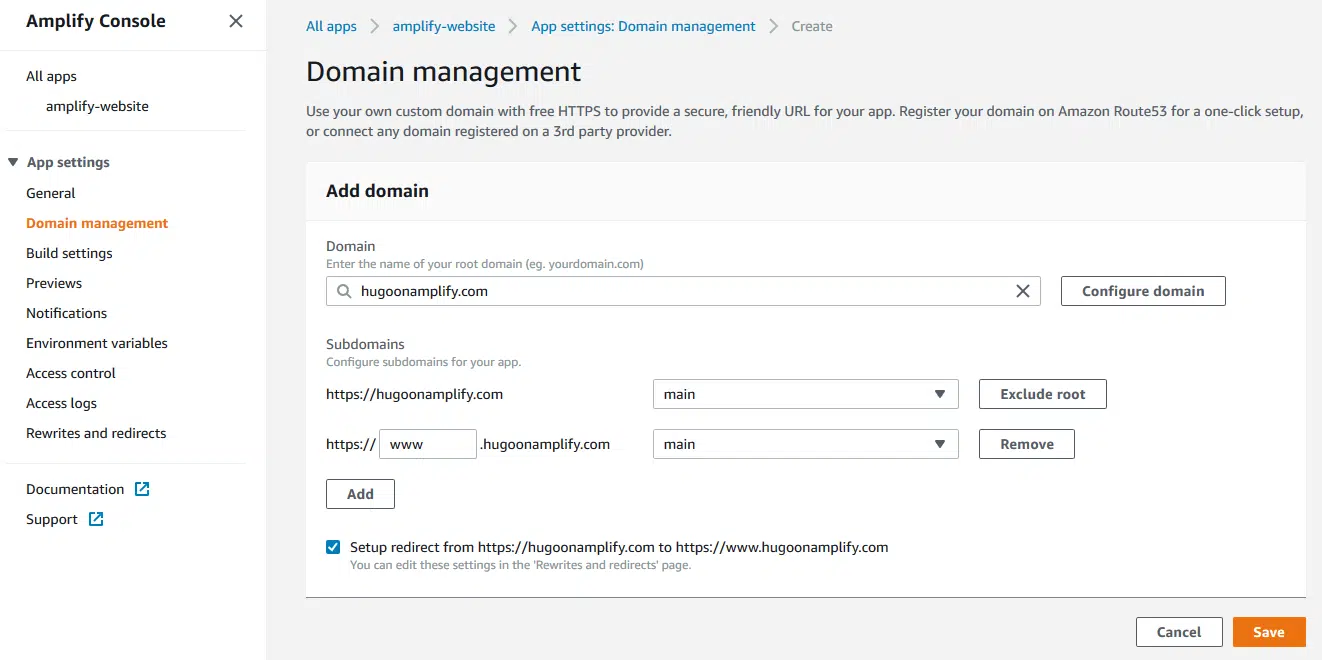 Amplify Console
All apps
amplify-website
App settings
General
Domain management
Build settings
Previews
Notifications
Environment variables
Access control
Access logs
Rewrites and redirects
Documentation
Support
All apps > amplify-website > App settings: Domain management > Create
Domain management
Use your own custom domain with free HTTPS to provide a secure, friendly URL for your app. Register your domain on Amazon Route53 for a one-click setup,
or connect any domain registered on a 3rd party provider.
Add domain
Domain
Enter the name of your root domain (eg. yourdomain.com)
hugoonamplify.com Configure domain
Subdomains
Configure subdomains for your app.
https://hugoonamplify.com main Exclude root
https:// www .hugoonamplify.com main Remove
Add
Setup redirect from https://hugoonamplify.com to https://www.hugoonamplify.com
You can edit these settings in the 'Rewrites and redirects' page.
Cancel Save